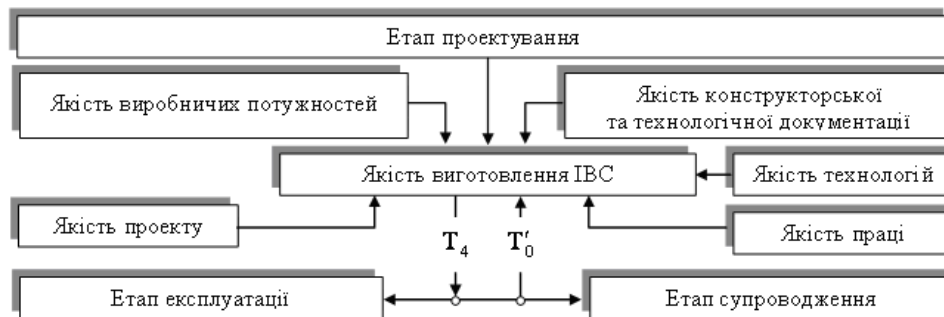 Етап проектування
Якість виробничих потужностей
Якість конструкторської
та технологічної документації
Якість виготовлення ІВС
Якість технологій
Якість проекту
T₄
T′₀
Якість праці
Етап експлуатації
Етап супроводження